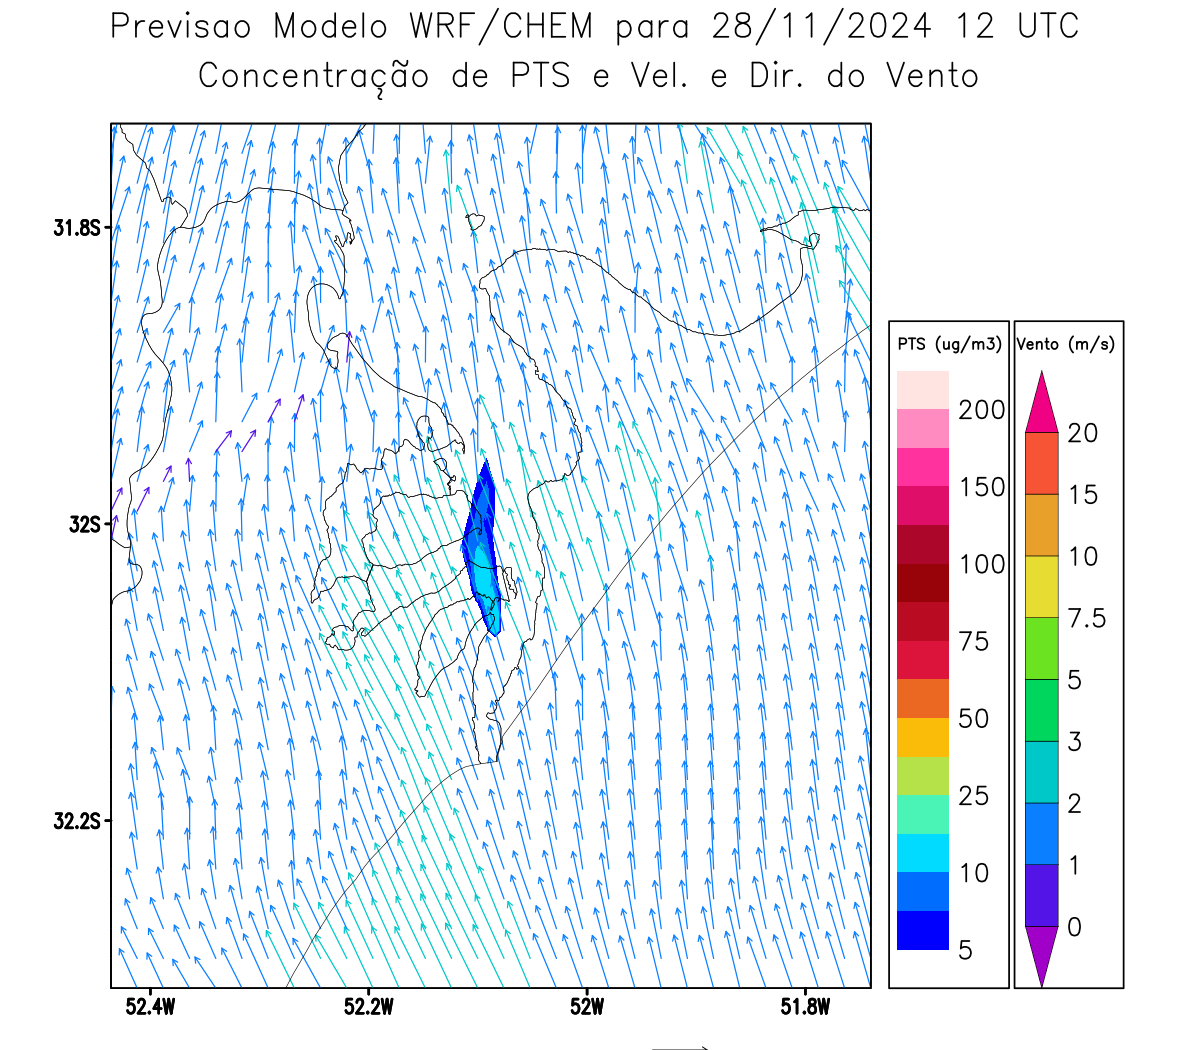 Previsao Modelo WRF/CHEM para 28/11/2024 12 UTC
Concentração de PTS e Vel. e Dir. do Vento
31.8S
32S
32.2S
52.4W 52.2W 52W 51.8W
PTS (ug/m3)
200
150
100
75
50
25
10
5
Vento (m/s)
20
15
10
7.5
5
3
2
1
0